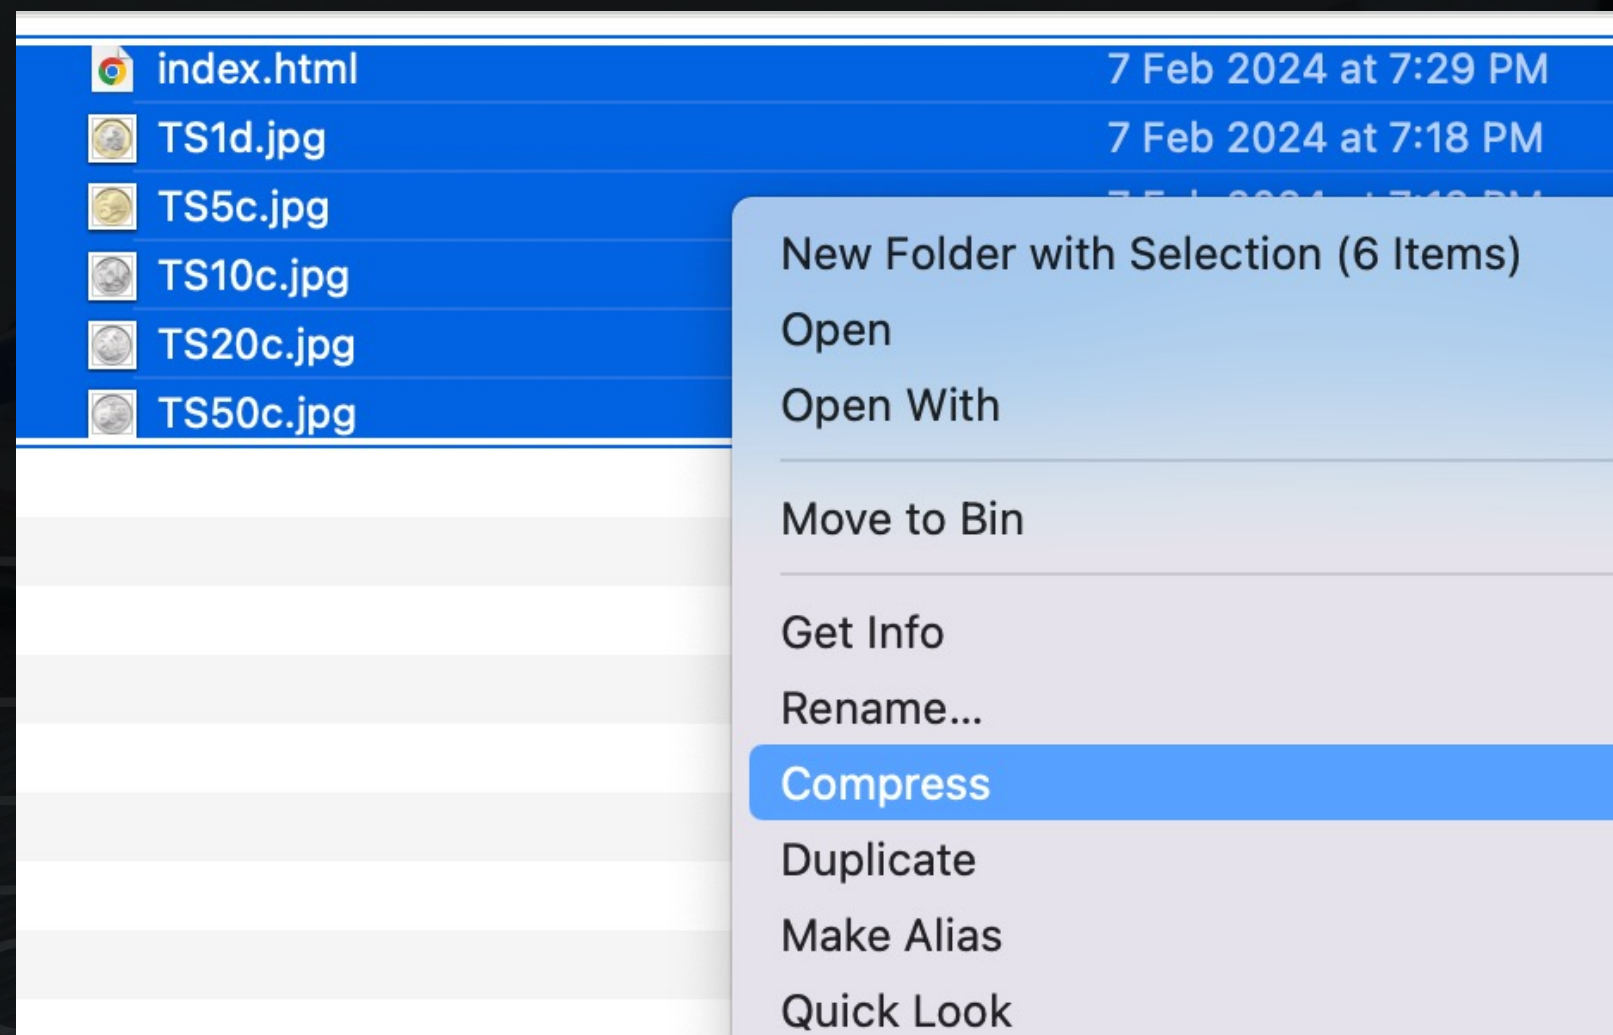 index.html 7 Feb 2024 at 7:29 PM
TS1d.jpg 7 Feb 2024 at 7:18 PM
TS5c.jpg
TS10c.jpg
TS20c.jpg
TS50c.jpg
New Folder with Selection (6 Items)
Open
Open With
Move to Bin
Get Info
Rename...
Compress
Duplicate
Make Alias
Quick Look